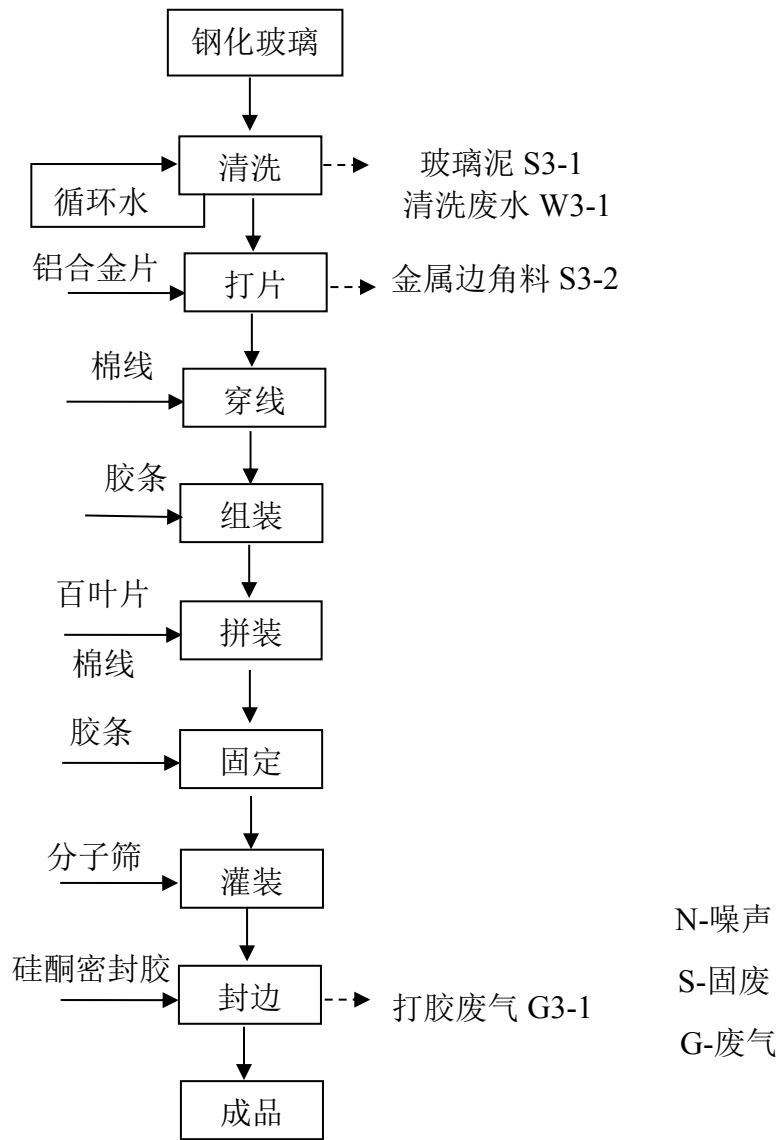 钢化玻璃
清洗
玻璃泥 S3-1
循环水
清洗废水 W3-1
铝合金片
打片
金属边角料 S3-2
棉线
穿线
胶条
组装
百叶片
拼装
棉线
胶条
固定
分子筛
灌装
N-噪声
硅酮密封胶
封边
打胶废气 G3-1
S-固废
G-废气
成品